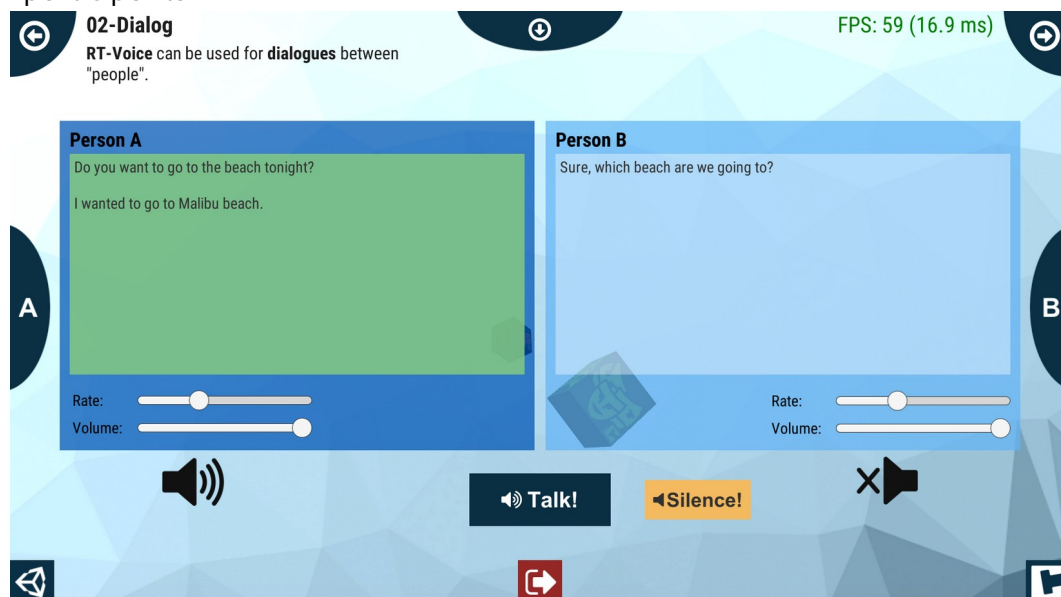 02-Dialog
FPS: 59 (16.9 ms)
RT-Voice can be used for dialogues between
"people".
Person A
Do you want to go to the beach tonight?
I wanted to go to Malibu beach.
Rate:
Volume:
Person B
Sure, which beach are we going to?
Rate:
Volume:
A
B
Talk!
Silence!